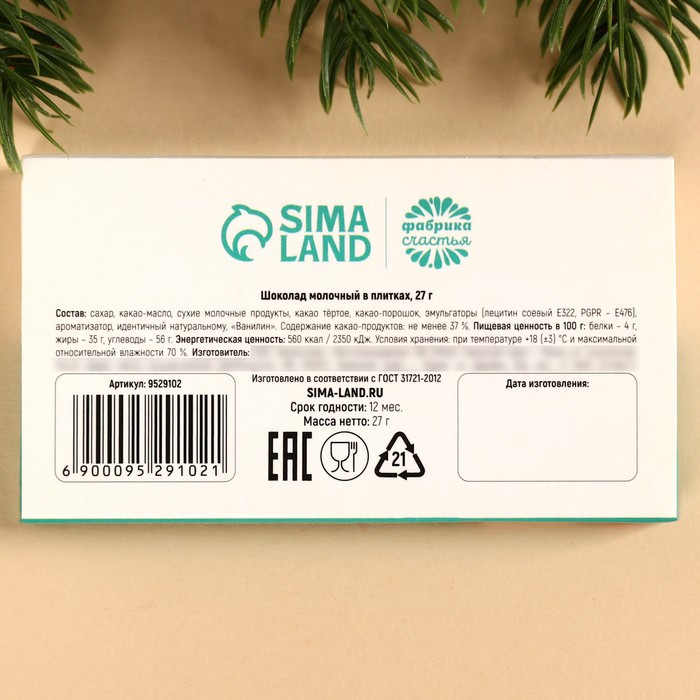 SIMA
LAND
фабрика
счастья
Шоколад молочный в плитках, 27 г
Состав: сахар, какао-масло, сухие молочные продукты, какао тёртое, какао-порошок, эмульгаторы (лецитин соевый Е322, PGPR – Е476),
ароматизатор, идентичный натуральному, «Ванилин». Содержание какао-продуктов: не менее 37 %. Пищевая ценность в 100 г: белки – 4 г,
жиры – 35 г, углеводы – 56 г. Энергетическая ценность: 560 ккал / 2350 кДж. Условия хранения: при температуре +18 (±3) °С и максимальной
относительной влажности 70 %. Изготовитель:
Артикул: 9529102
6 900095 291021
Изготовлено в соответствии с ГОСТ 31721-2012
SIMA-LAND.RU
Срок годности: 12 мес.
Масса нетто: 27 г
EAC
21
Дата изготовления: